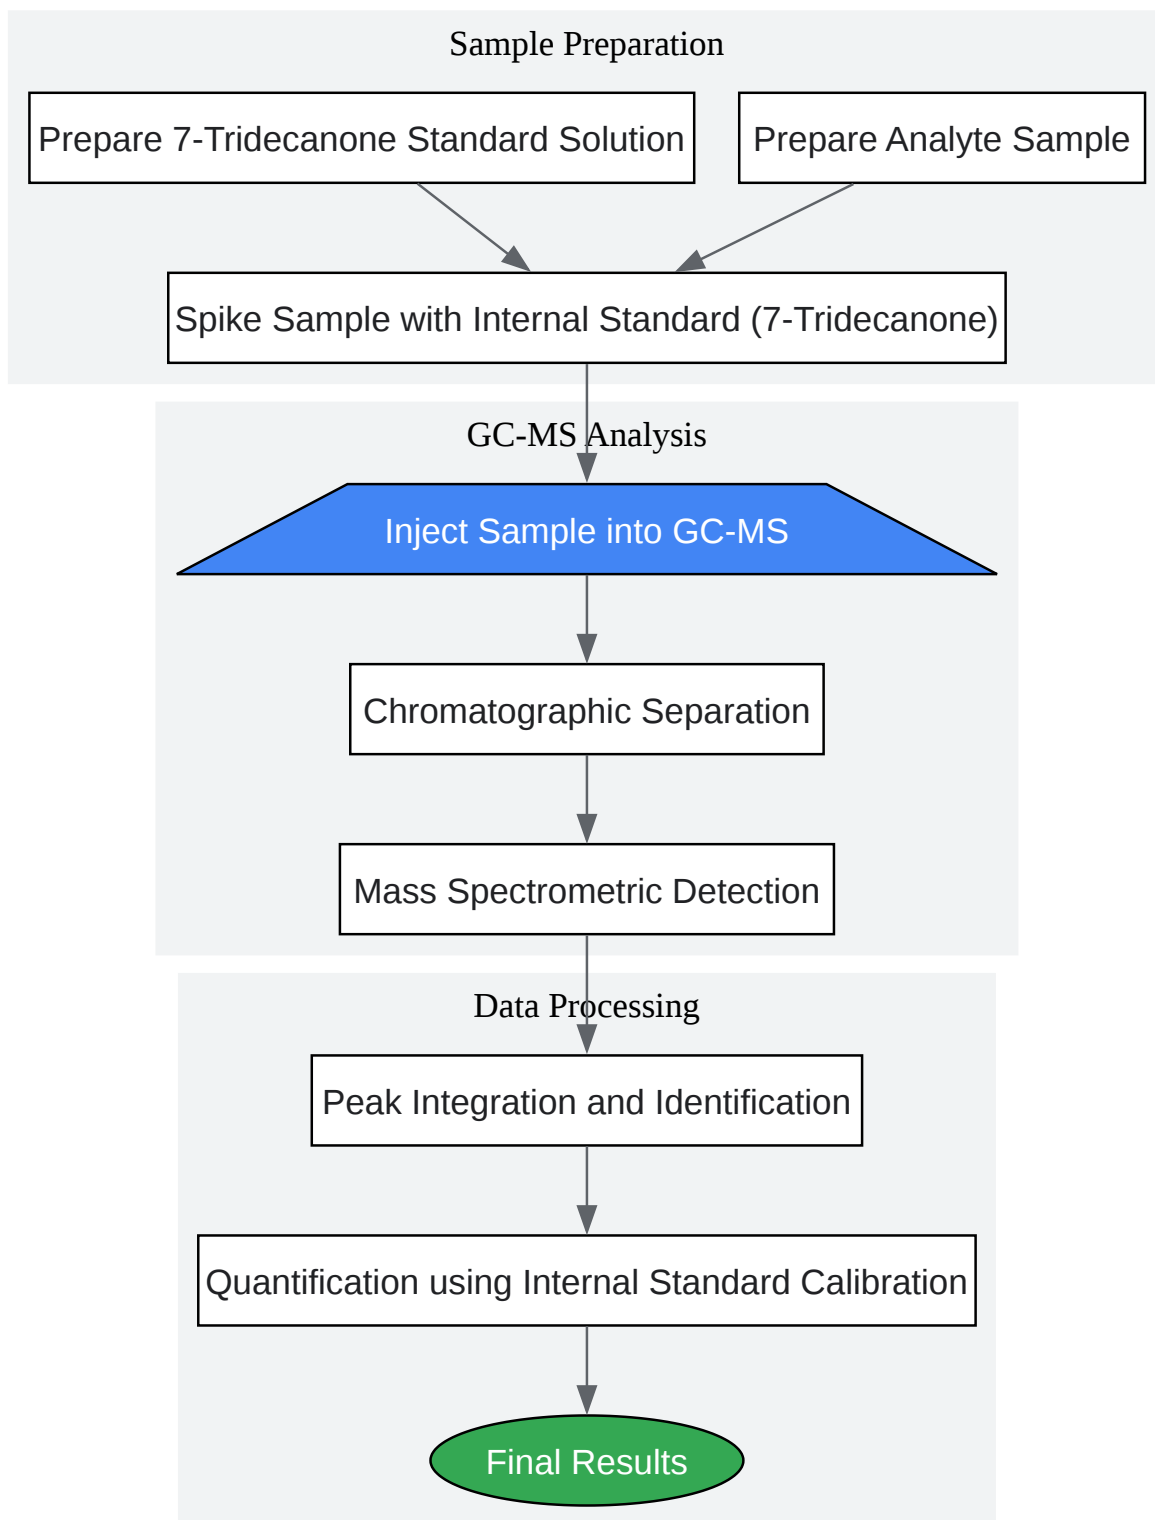 Sample Preparation
Prepare 7-Tridecanone Standard Solution
Prepare Analyte Sample
Spike Sample with Internal Standard (7-Tridecanone)
GC-MS Analysis
Inject Sample into GC-MS
Chromatographic Separation
Mass Spectrometric Detection
Data Processing
Peak Integration and Identification
Quantification using Internal Standard Calibration
Final Results